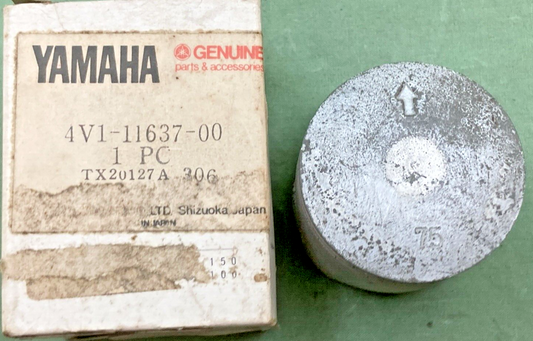 YAMAHA
GENUINE
parts & accessories
4V1-11637-00
1 PC
TX20127A 306
LTD. Shizuoka Japan
IN JAPAN
150
100
75